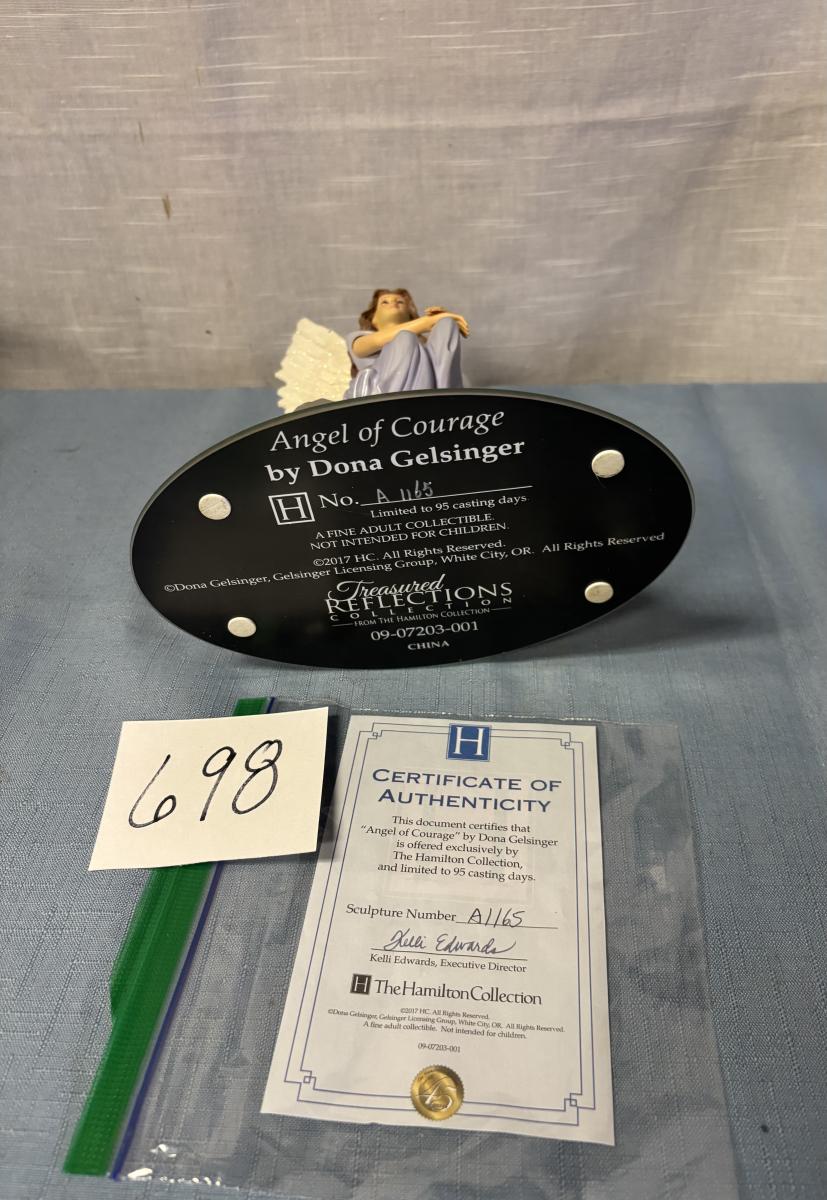 Angel of Courage
by Dona Gelsinger
H No. A 1165
Limited to 95 casting days.
A FINE ADULT COLLECTIBLE.
NOT INTENDED FOR CHILDREN.
©2017 HC. All Rights Reserved.
©Dona Gelsinger, Gelsinger Licensing Group, White City, OR. All Rights Reserved
Treasured
REFLECTIONS
COLLECTION
FROM THE HAMILTON COLLECTION
09-07203-001
CHINA
698
H
CERTIFICATE OF
AUTHENTICITY
This document certifies that
"Angel of Courage" by Dona Gelsinger
is offered exclusively by
The Hamilton Collection,
and limited to 95 casting days.
Sculpture Number A1165
Kelli Edwards
Kelli Edwards, Executive Director
H The Hamilton Collection
©2017 HC. All Rights Reserved.
©Dona Gelsinger, Gelsinger Licensing Group, White City, OR. All Rights Reserved.
A fine adult collectible. Not intended for children.
09-07203-001
45